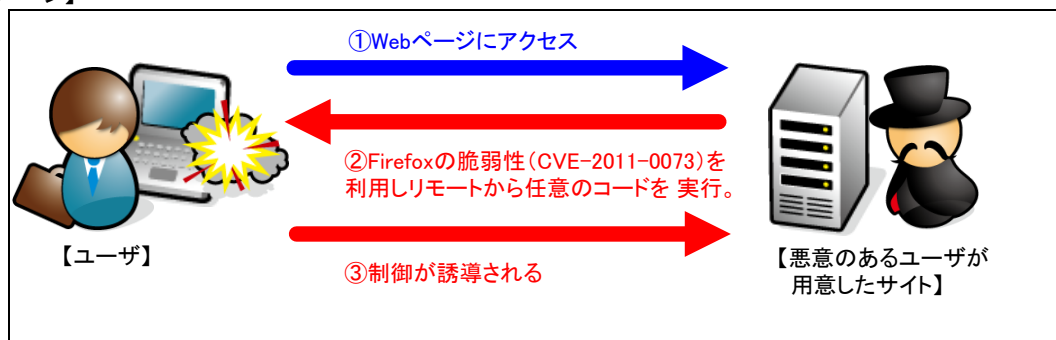 ①Webページにアクセス
②Firefoxの脆弱性（CVE-2011-0073）を
利用しリモートから任意のコードを 実行。
【ユーザ】
③制御が誘導される
【悪意のあるユーザが
用意したサイト】